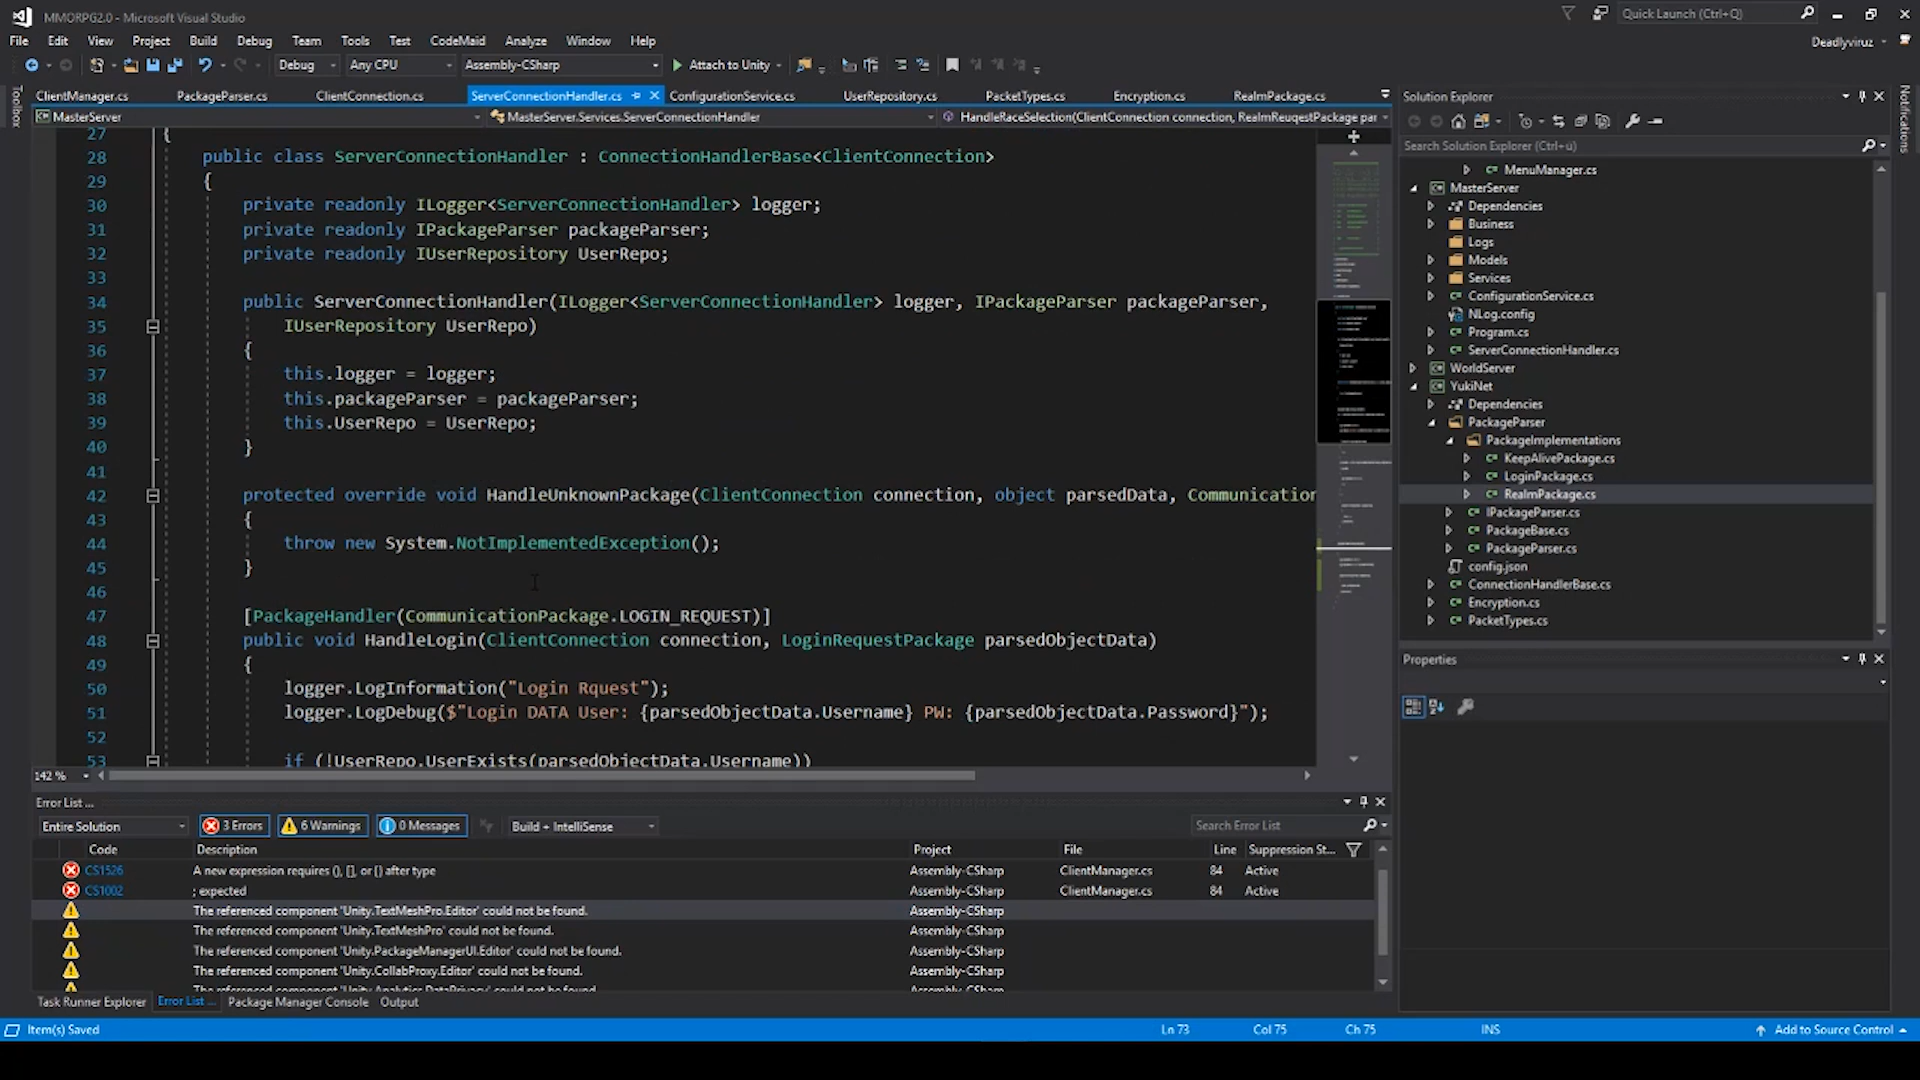 MMORPG2.0 - Microsoft Visual Studio
Quick Launch (Ctrl+Q)
File Edit View Project Build Debug Team Tools Test CodeMaid Analyze Window Help
Deadlyviruz
Debug Any CPU Assembly-CSharp Attach to Unity
Toolbox
ClientManager.cs PackageParser.cs ClientConnection.cs ServerConnectionHandler.cs ConfigurationService.cs UserRepository.cs PacketTypes.cs Encryption.cs RealmPackage.cs
MasterServer MasterServer.Services.ServerConnectionHandler HandleRaceSelection(ClientConnection connection, RealmReuqestPackage par
27 {
28 public class ServerConnectionHandler : ConnectionHandlerBase<ClientConnection>
29 {
30 private readonly ILogger<ServerConnectionHandler> logger;
31 private readonly IPackageParser packageParser;
32 private readonly IUserRepository UserRepo;
33
34 public ServerConnectionHandler(ILogger<ServerConnectionHandler> logger, IPackageParser packageParser,
35 IUserRepository UserRepo)
36 {
37 this.logger = logger;
38 this.packageParser = packageParser;
39 this.UserRepo = UserRepo;
40 }
41
42 protected override void HandleUnknownPackage(ClientConnection connection, object parsedData, Communication
43 {
44 throw new System.NotImplementedException();
45 }
46
47 [PackageHandler(CommunicationPackage.LOGIN_REQUEST)]
48 public void HandleLogin(ClientConnection connection, LoginRequestPackage parsedObjectData)
49 {
50 logger.LogInformation("Login Rquest");
51 logger.LogDebug($"Login DATA User: {parsedObjectData.Username} PW: {parsedObjectData.Password}");
52
53 if (!UserRepo.UserExists(parsedObjectData.Username))
142 %
Solution Explorer
Search Solution Explorer (Ctrl+u)
MenuManager.cs
MasterServer
Dependencies
Business
Logs
Models
Services
ConfigurationService.cs
NLog.config
Program.cs
ServerConnectionHandler.cs
WorldServer
YukiNet
Dependencies
PackageParser
PackageImplementations
KeepAlivePackage.cs
LoginPackage.cs
RealmPackage.cs
IPackageParser.cs
PackageBase.cs
PackageParser.cs
config.json
ConnectionHandlerBase.cs
Encryption.cs
PacketTypes.cs
Notifications
Properties
Error List ...
Entire Solution 3 Errors 6 Warnings 0 Messages Build + IntelliSense Search Error List
Code Description Project File Line Suppression St...
CS1526 A new expression requires (), [], or {} after type Assembly-CSharp ClientManager.cs 84 Active
CS1002 ; expected Assembly-CSharp ClientManager.cs 84 Active
The referenced component 'Unity.TextMeshPro.Editor' could not be found. Assembly-CSharp
The referenced component 'Unity.TextMeshPro' could not be found. Assembly-CSharp
The referenced component 'Unity.PackageManagerUI.Editor' could not be found. Assembly-CSharp
The referenced component 'Unity.CollabProxy.Editor' could not be found. Assembly-CSharp
The referenced component 'Unity.Analytics.DataPrivacy' could not be found. Assembly-CSharp
Task Runner Explorer Error List ... Package Manager Console Output
Item(s) Saved Ln 73 Col 75 Ch 75 INS Add to Source Control